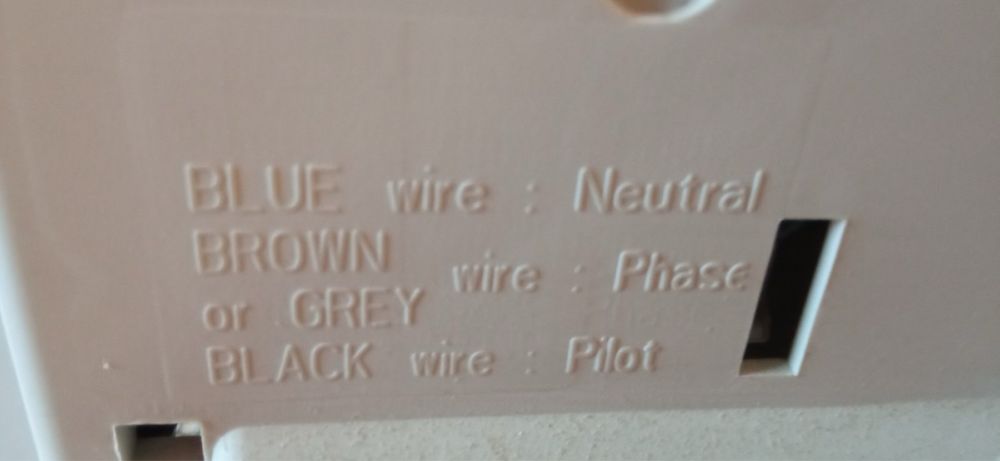 BLUE wire : Neutral
BROWN
or GREY wire : Phase
BLACK wire : Pilot